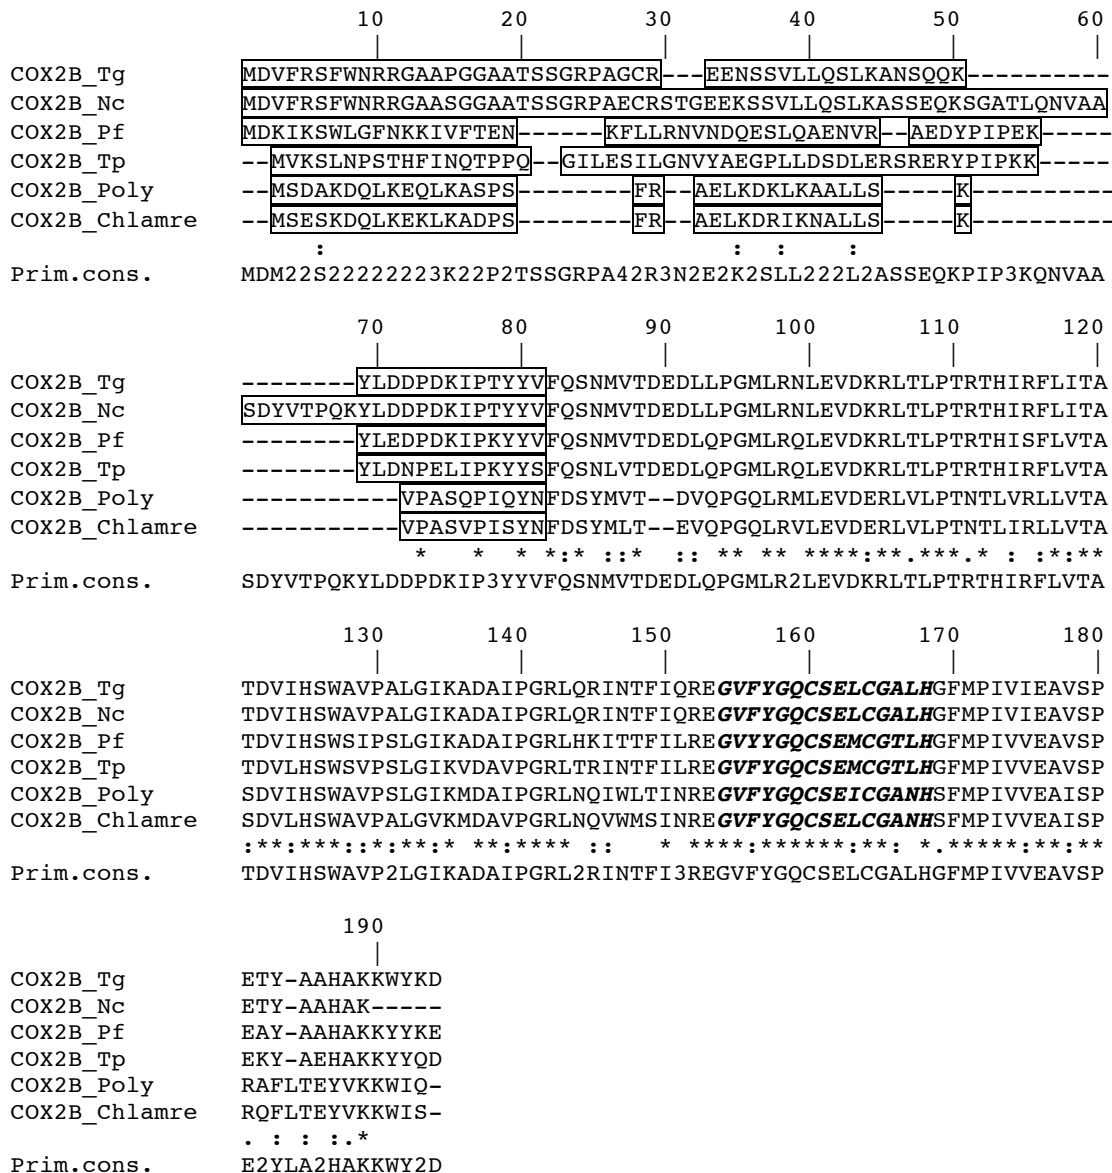 10 20 30 40 50 60
| | | | | |
COX2B_Tg MDVFRSFWNRRGAAPGGAATSSGRPAGCR---EENSSVLLQSLKANSQQK----------
COX2B_Nc MDVFRSFWNRRGAASGGAATSSGRPAECRSTGEEKSSVLLQSLKASSEQKSGATLQNVAA
COX2B_Pf MDKIKSWLGFNKKIVFTEN------KFLLRNVNDQESLQAENVR--AEDYPIPEK-----
COX2B_Tp --MVKSLNPSTHFINQTPPQ--GILESILGNVYAEGPLLDSDLERSRERYPIPKK-----
COX2B_Poly --MSDAKDQLKEQLKASPS--------FR--AELKDKLKAALLS-----K----------
COX2B_Chlamre --MSESKDQLKEKLKADPS--------FR--AELKDRIKNALLS-----K----------
: : : :
Prim.cons. MDM22S22222223K22P2TSSGRPA42R3N2E2K2SLL222L2ASSEQKPIP3KQNVAA
70 80 90 100 110 120
| | | | | |
COX2B_Tg --------YLDDPDKIPTYYVFQSNMVTDEDLLPGMLRNLEVDKRLTLPTRTHIRFLITA
COX2B_Nc SDYVTPQKYLDDPDKIPTYYVFQSNMVTDEDLLPGMLRNLEVDKRLTLPTRTHIRFLITA
COX2B_Pf --------YLEDPDKIPKYYVFQSNMVTDEDLQPGMLRQLEVDKRLTLPTRTHISFLVTA
COX2B_Tp --------YLDNPELIPKYYSFQSNLVTDEDLQPGMLRQLEVDKRLTLPTRTHIRFLVTA
COX2B_Poly -----------VPASQPIQYNFDSYMVT--DVQPGQLRMLEVDERLVLPTNTLVRLLVTA
COX2B_Chlamre -----------VPASVPISYNFDSYMLT--EVQPGQLRVLEVDERLVLPTNTLIRLLVTA
* * * *:* ::* :: ** ** ****:**.***.* : :*:**
Prim.cons. SDYVTPQKYLDDPDKIP3YYVFQSNMVTDEDLQPGMLR2LEVDKRLTLPTRTHIRFLVTA
130 140 150 160 170 180
| | | | | |
COX2B_Tg TDVIHSWAVPALGIKADAIPGRLQRINTFIQREGVFYGQCSELCGALHGFMPIVIEAVSP
COX2B_Nc TDVIHSWAVPALGIKADAIPGRLQRINTFIQREGVFYGQCSELCGALHGFMPIVIEAVSP
COX2B_Pf TDVIHSWSIPSLGIKADAIPGRLHKITTFILREGVYYGQCSEMCGTLHGFMPIVVEAVSP
COX2B_Tp TDVLHSWSVPSLGIKVDAVPGRLTRINTFILREGVFYGQCSEMCGTLHGFMPIVVEAVSP
COX2B_Poly SDVIHSWAVPSLGIKMDAIPGRLNQIWLTINREGVFYGQCSEICGANHSFMPIVVEAISP
COX2B_Chlamre SDVLHSWAVPALGVKMDAVPGRLNQVWMSINREGVFYGQCSELCGANHSFMPIVVEAISP
:**:***::*:**:* **:**** :: * ****:******:**: *.*****:**:**
Prim.cons. TDVIHSWAVP2LGIKADAIPGRL2RINTFI3REGVFYGQCSELCGALHGFMPIVVEAVSP
190
|
COX2B_Tg ETY-AAHAKKWYKD
COX2B_Nc ETY-AAHAK-----
COX2B_Pf EAY-AAHAKKYYKE
COX2B_Tp EKY-AEHAKKYYQD
COX2B_Poly RAFLTEYVKKWIQ-
COX2B_Chlamre RQFLTEYVKKWIS-
. : : :.*
Prim.cons. E2YLA2HAKKWY2D